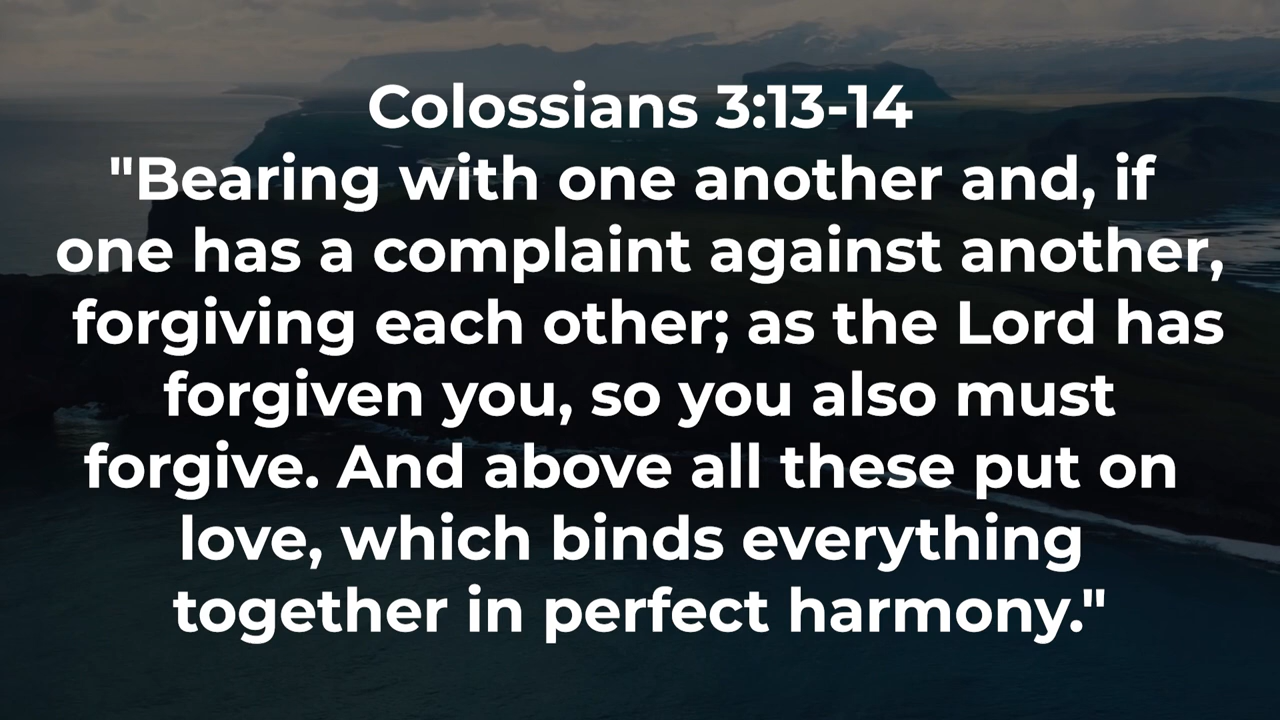 Colossians 3:13-14
"Bearing with one another and, if
one has a complaint against another,
forgiving each other; as the Lord has
forgiven you, so you also must
forgive. And above all these put on
love, which binds everything
together in perfect harmony."